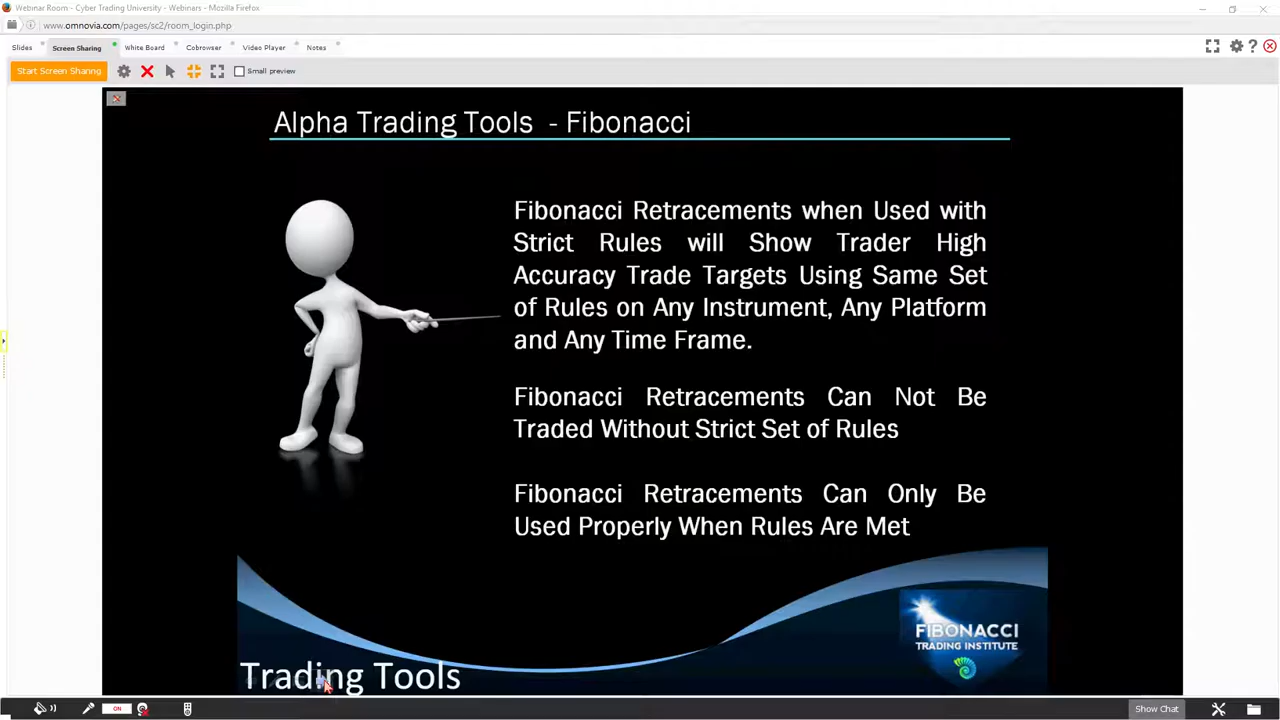 Webinar Room - Cyber Trading University - Webinars - Mozilla Firefox
www.omnovia.com/pages/sc2/room_login.php
Slides Screen Sharing White Board Cobrowser Video Player Notes
Start Screen Sharing Small preview
Alpha Trading Tools - Fibonacci
Fibonacci Retracements when Used with
Strict Rules will Show Trader High
Accuracy Trade Targets Using Same Set
of Rules on Any Instrument, Any Platform
and Any Time Frame.
Fibonacci Retracements Can Not Be
Traded Without Strict Set of Rules
Fibonacci Retracements Can Only Be
Used Properly When Rules Are Met
FIBONACCI
TRADING INSTITUTE
Trading Tools
ON
Show Chat